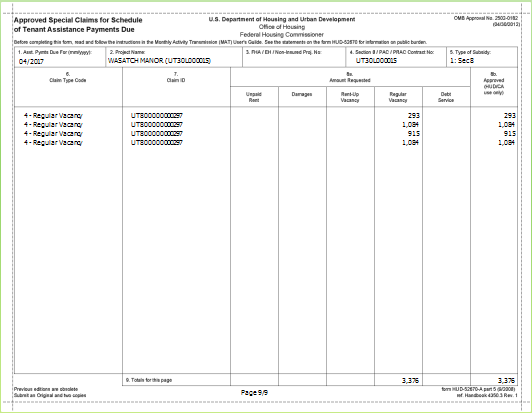 Approved Special Claims for Schedule
of Tenant Assistance Payments Due
U.S. Department of Housing and Urban Development
Office of Housing
Federal Housing Commissioner
OMB Approval No. 2502-0182
(04/30/2013)
Before completing this form, read and follow the instructions in the Monthly Activity Transmission (MAT) User's Guide. See the statements on the form HUD-52670 for information on public burden.
1. Asst. Pymts Due For (mm/yyyy):
04/2017
2. Project Name:
WASATCH MANOR (UT30L000015)
3. FHA / EH / Non-Insured Proj. No:
4. Section 8 / PAC / PRAC Contract No:
UT30L000015
5. Type of Subsidy:
1: Sec8
6.
Claim Type Code
7.
Claim ID
8a.
Amount Requested
8b.
Approved
(HUD/CA
use only)
Unpaid
Rent
Damages
Rent-Up
Vacancy
Regular
Vacancy
Debt
Service
4 - Regular Vacancy UT800000000297 293 293
4 - Regular Vacancy UT800000000297 1,084 1,084
4 - Regular Vacancy UT800000000297 915 915
4 - Regular Vacancy UT800000000297 1,084 1,084
9. Totals for this page 3,376 3,376
Previous editions are obsolete
Submit an Original and two copies
Page 9/9
form HUD-52670-A part 5 (8/2008)
ref. Handbook 4350.3 Rev. 1